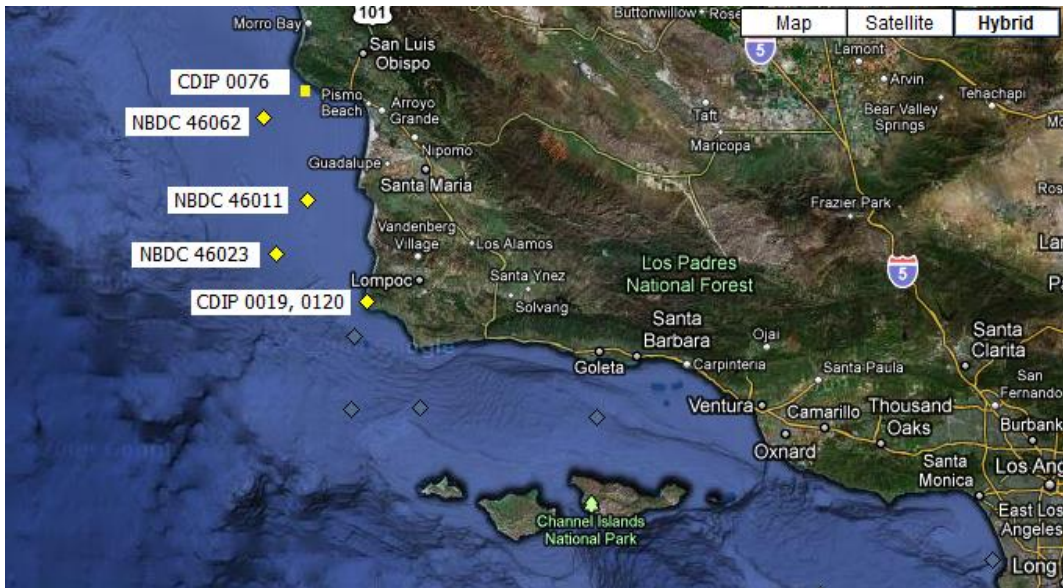 Morro Bay
101
San Luis
Obispo
Buttonwillow
Map
Satellite
Hybrid
5
Lamont
Arvin
Bear Valley
Springs
Tehachapi
CDIP 0076
Pismo
Beach
Arroyo
Grande
Taft
Maricopa
NBDC 46062
Nipomo
Guadalupe
Santa Maria
NBDC 46011
Frazier Park
Vandenberg
Village
Los Alamos
NBDC 46023
Los Padres
National Forest
5
Lompoc
Santa Ynez
Solvang
CDIP 0019, 0120
Santa
Barbara
Goleta
Carpinteria
Ojai
Santa
Clarita
Santa Paula
San
Fernando
Ventura
Camarillo
Thousand
Oaks
Burbank
Oxnard
Santa
Monica
Los Ang
East Los
Angeles
Channel Islands
National Park
Long